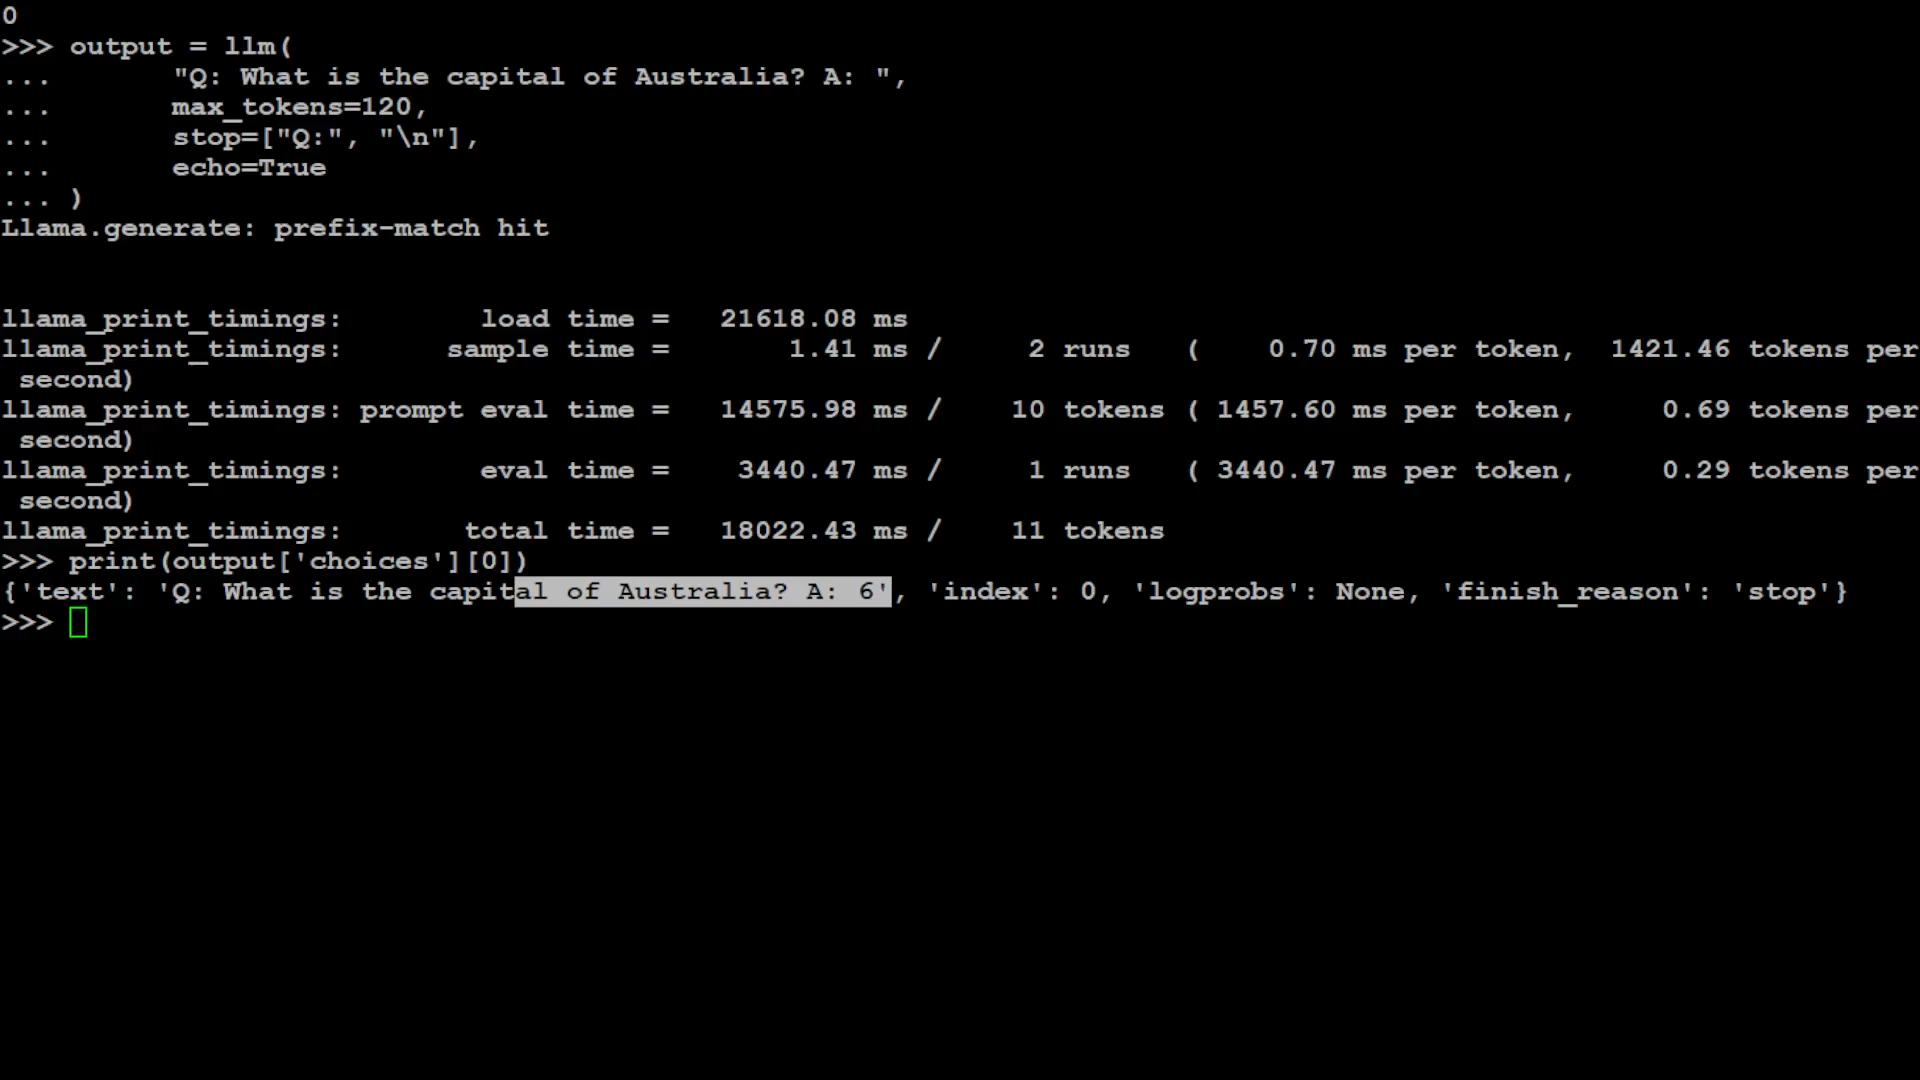 0
>>> output = llm(
...       "Q: What is the capital of Australia? A: ",
...       max_tokens=120,
...       stop=["Q:", "\n"],
...       echo=True
... )
Llama.generate: prefix-match hit
llama_print_timings:        load time =   21618.08 ms
llama_print_timings:      sample time =       1.41 ms /     2 runs   (    0.70 ms per token,  1421.46 tokens per
 second)
llama_print_timings: prompt eval time =   14575.98 ms /    10 tokens ( 1457.60 ms per token,     0.69 tokens per
 second)
llama_print_timings:        eval time =    3440.47 ms /     1 runs   ( 3440.47 ms per token,     0.29 tokens per
 second)
llama_print_timings:       total time =   18022.43 ms /    11 tokens
>>> print(output['choices'][0])
{'text': 'Q: What is the capital of Australia? A: 6', 'index': 0, 'logprobs': None, 'finish_reason': 'stop'}
>>>